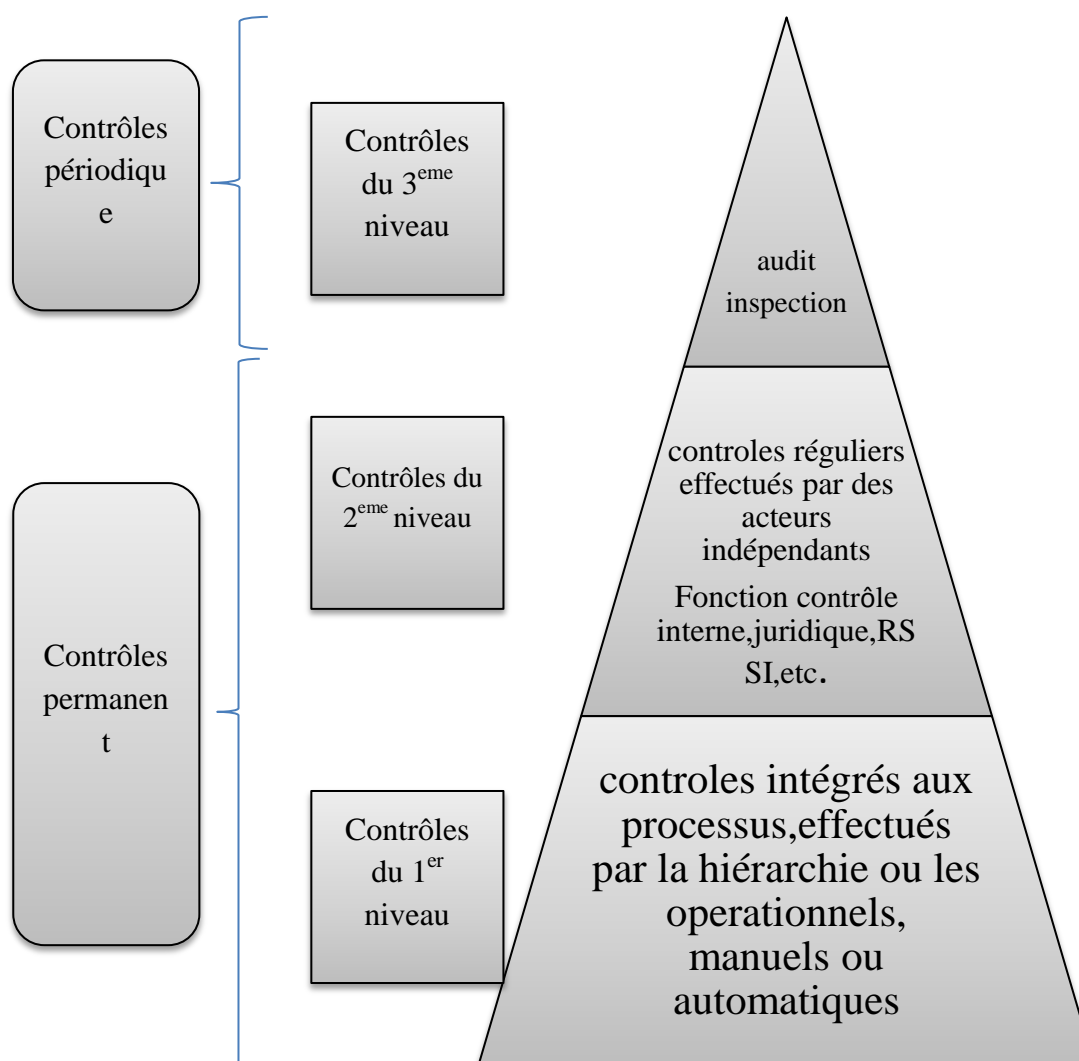 Contrôles
périodiqu
e
Contrôles
du 3eme
niveau
audit
inspection
Contrôles du
2eme niveau
controles réguliers
effectués par des
acteurs
indépendants
Fonction contrôle
interne,juridique,RS
SI,etc.
Contrôles
permanen
t
Contrôles
du 1er
niveau
controles intégrés aux
processus,effectués
par la hiérarchie ou les
operationnels,
manuels ou
automatiques